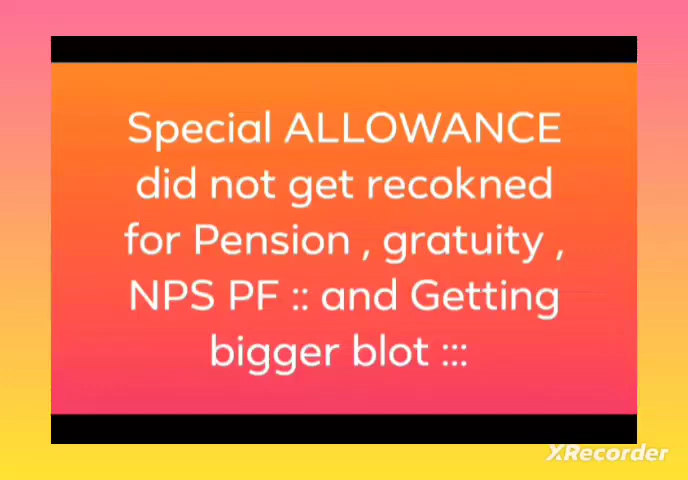 Special ALLOWANCE
did not get recokned
for Pension , gratuity ,
NPS PF :: and Getting
bigger blot :::
XRecorder